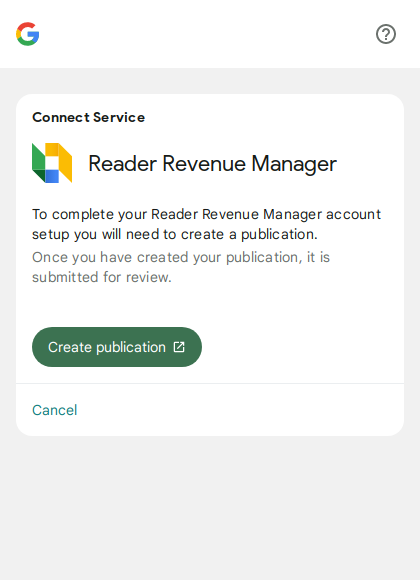 Connect Service
Reader Revenue Manager
To complete your Reader Revenue Manager account
setup you will need to create a publication.
Once you have created your publication, it is
submitted for review.
Create publication
Cancel